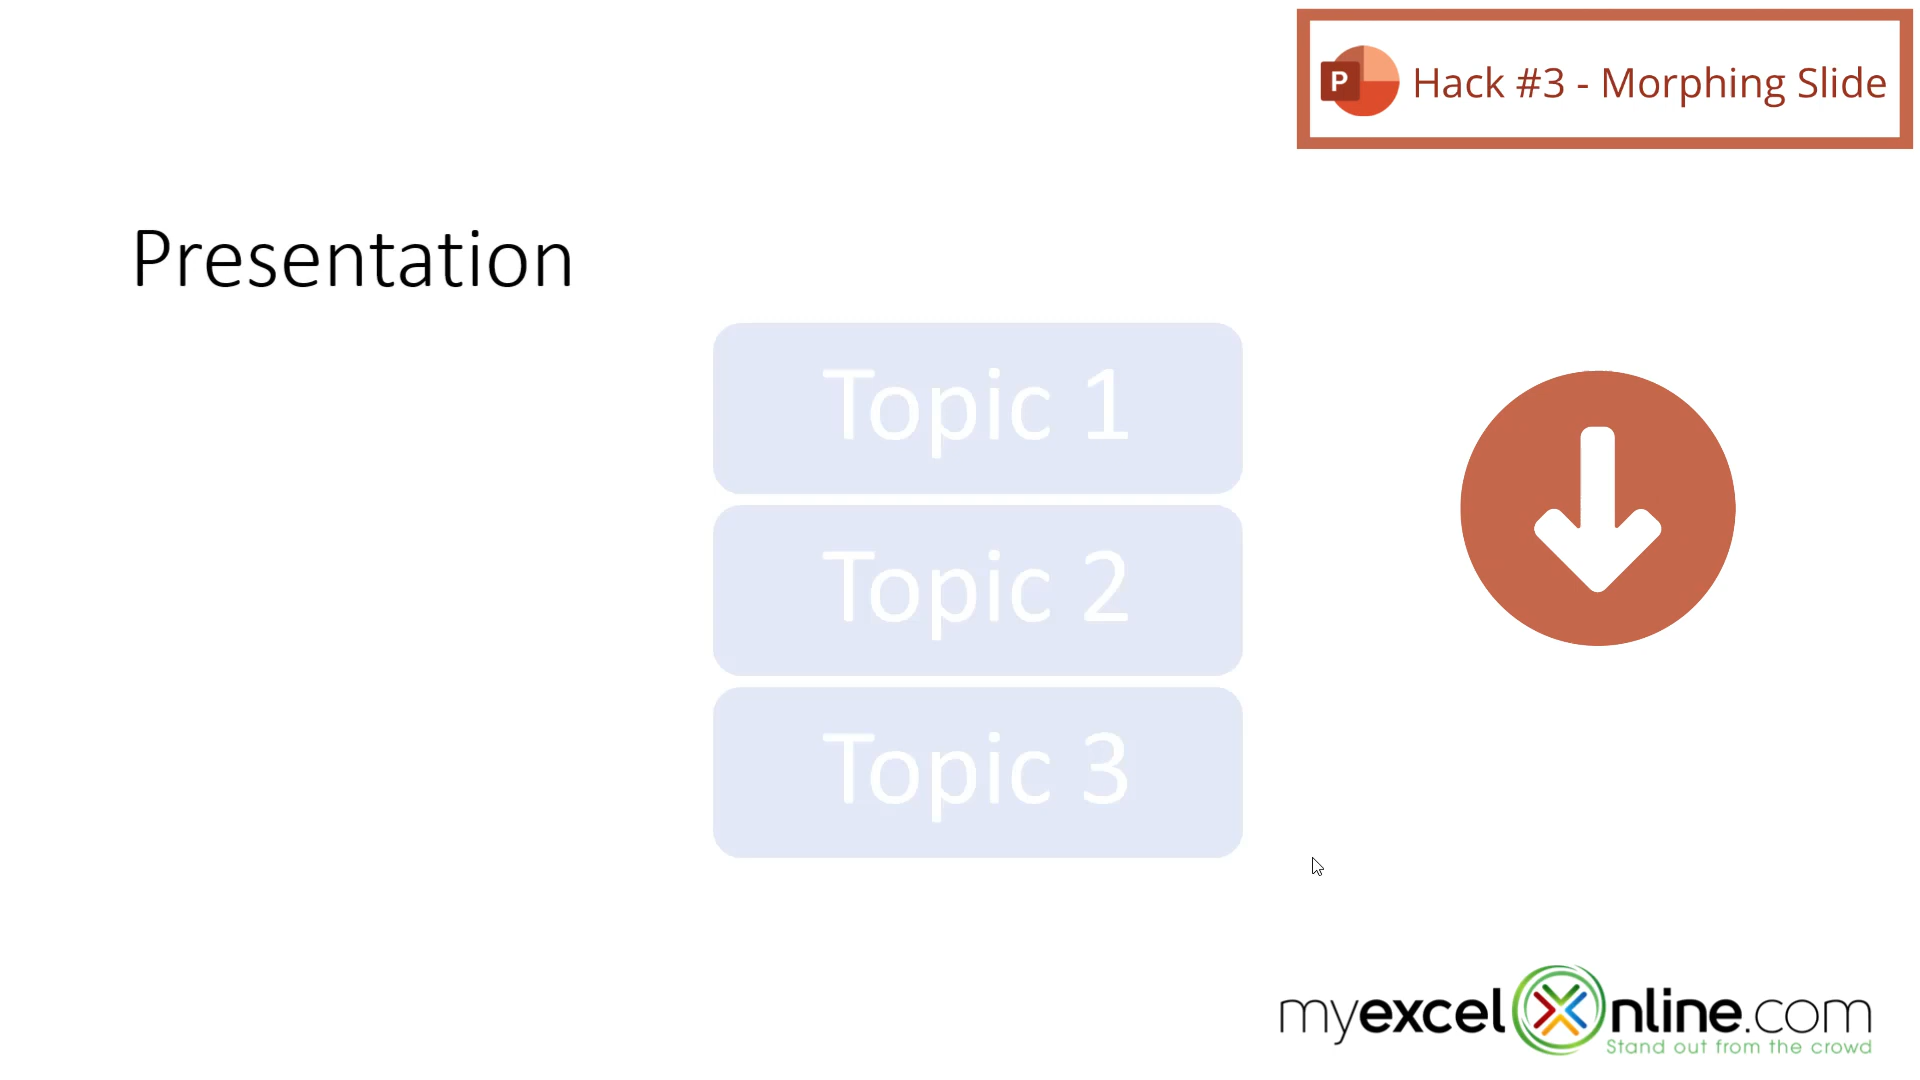 P Hack #3 - Morphing Slide
Presentation
Topic 1
Topic 2
Topic 3
myexcelOnline.com
Stand out from the crowd